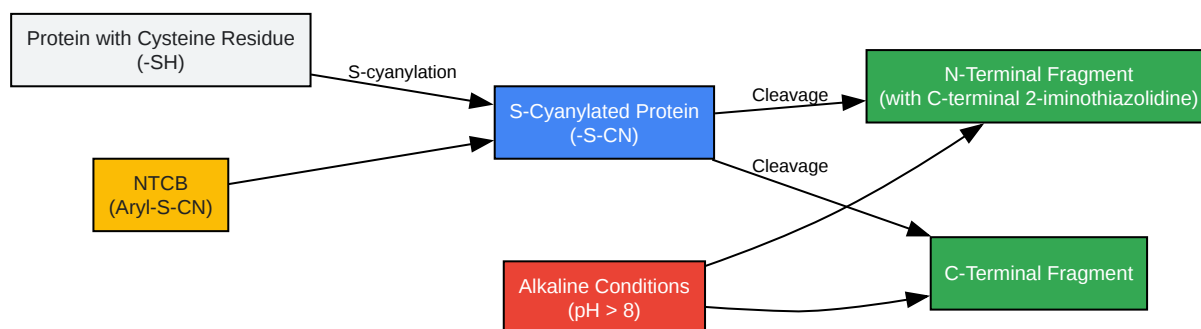 Protein with Cysteine Residue
(-SH)
S-cyanylation
NTCB
(Aryl-S-CN)
S-Cyanylated Protein
(-S-CN)
Cleavage
Cleavage
N-Terminal Fragment
(with C-terminal 2-iminothiazolidine)
Alkaline Conditions
(pH > 8)
C-Terminal Fragment